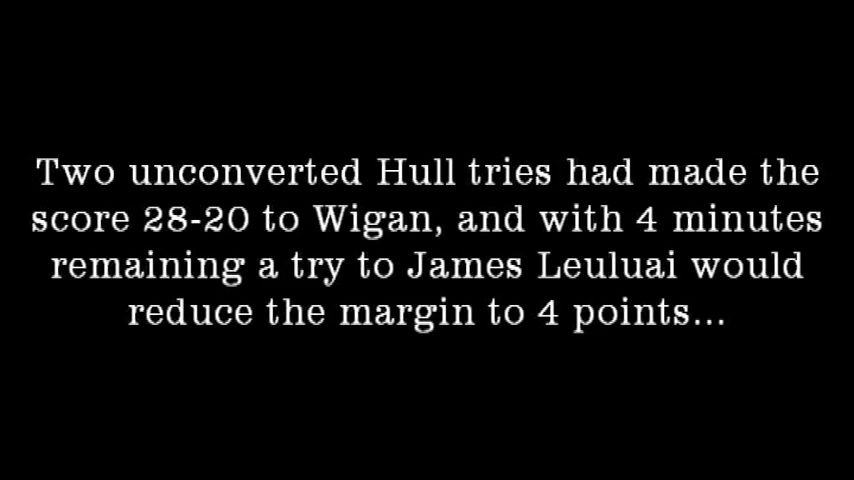 Two unconverted Hull tries had made the
score 28-20 to Wigan, and with 4 minutes
remaining a try to James Leuluai would
reduce the margin to 4 points...